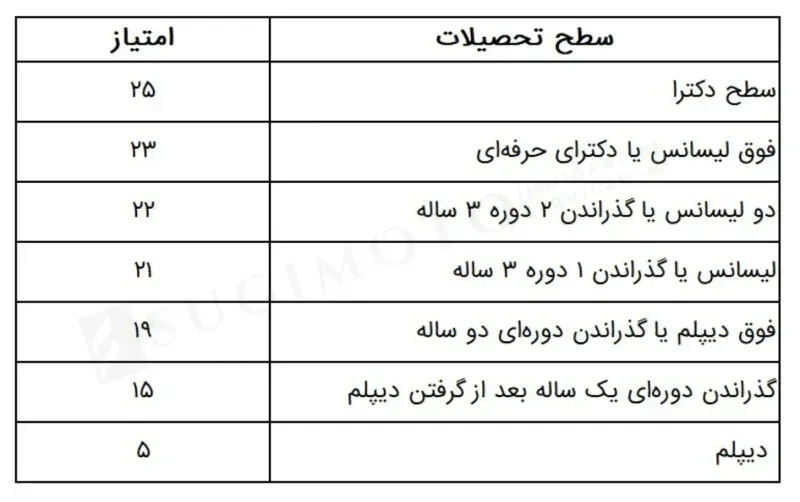 سطح تحصیلات امتیاز
سطح دکترا ۲۵
فوق لیسانس یا دکترای حرفه‌ای ۲۳
دو لیسانس یا گذراندن ۲ دوره ۳ ساله ۲۲
لیسانس یا گذراندن ۱ دوره ۳ ساله ۲۱
فوق دیپلم یا گذراندن دوره‌ای دو ساله ۱۹
گذراندن دوره‌ای یک ساله بعد از گرفتن دیپلم ۱۵
دیپلم ۵
SUGIMOTO